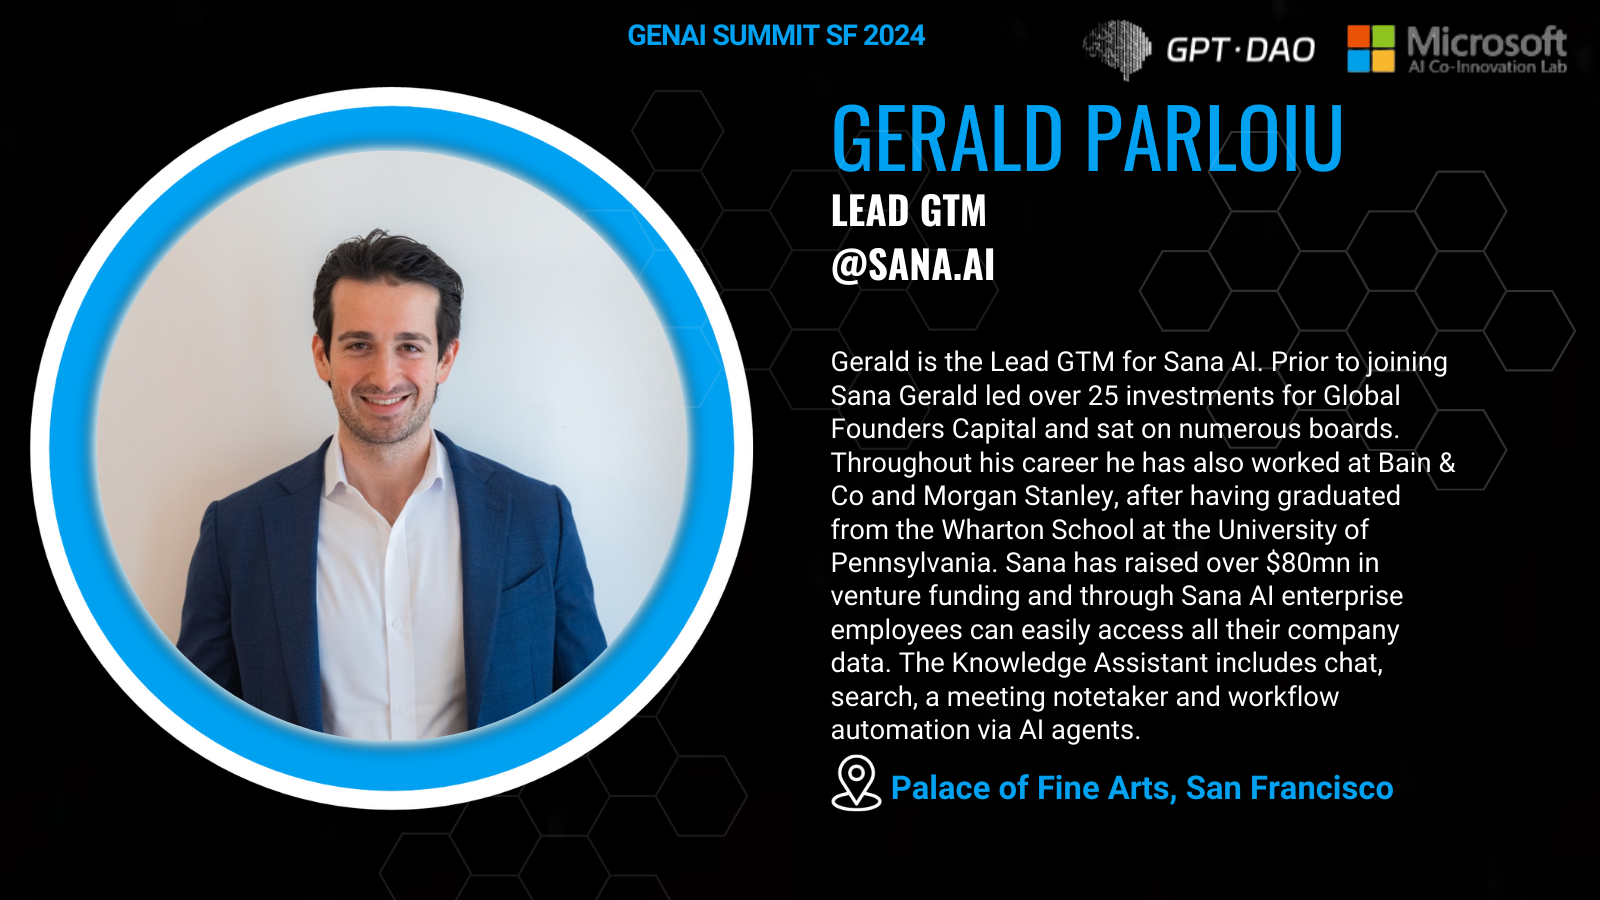 GENAI SUMMIT SF 2024
GPT·DAO
Microsoft
AI Co-Innovation Lab
GERALD PARLOIU
LEAD GTM
@SANA.AI
Gerald is the Lead GTM for Sana AI. Prior to joining
Sana Gerald led over 25 investments for Global
Founders Capital and sat on numerous boards.
Throughout his career he has also worked at Bain &
Co and Morgan Stanley, after having graduated
from the Wharton School at the University of
Pennsylvania. Sana has raised over $80mn in
venture funding and through Sana AI enterprise
employees can easily access all their company
data. The Knowledge Assistant includes chat,
search, a meeting notetaker and workflow
automation via AI agents.
Palace of Fine Arts, San Francisco